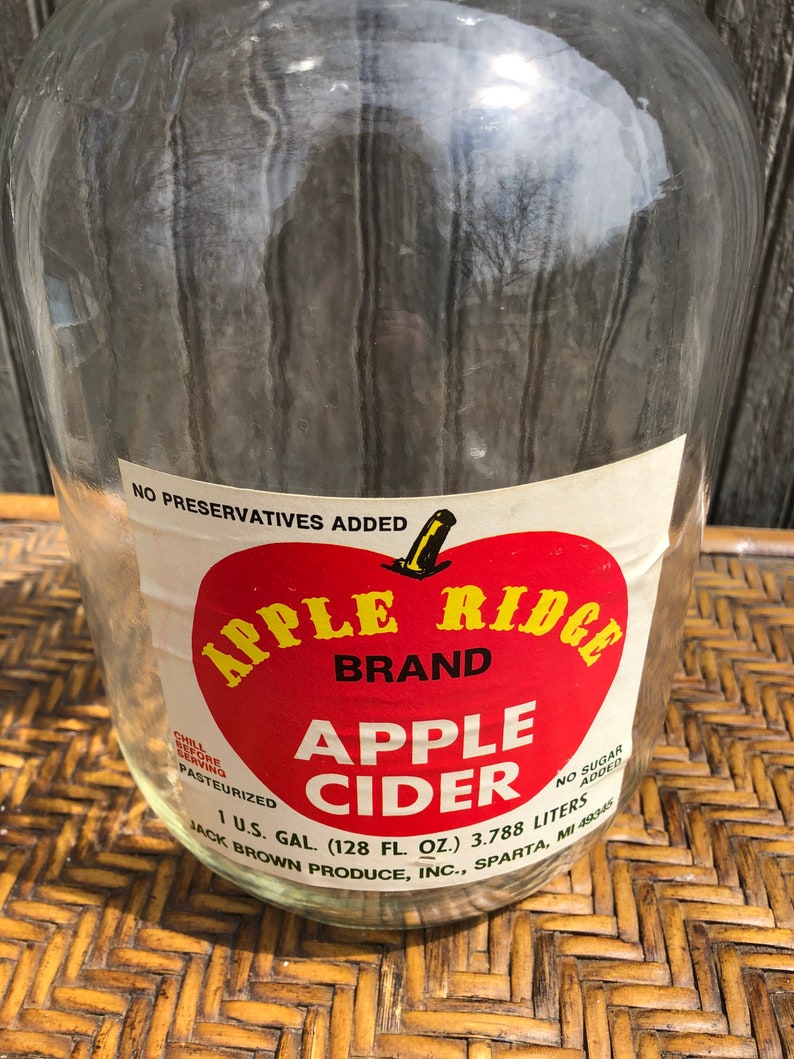 NO PRESERVATIVES ADDED
APPLE RIDGE
BRAND
APPLE
CIDER
CHILL
BEFORE
SERVING
PASTEURIZED
NO SUGAR
ADDED
1 U.S. GAL. (128 FL. OZ.) 3.788 LITERS
JACK BROWN PRODUCE, INC., SPARTA, MI 49345